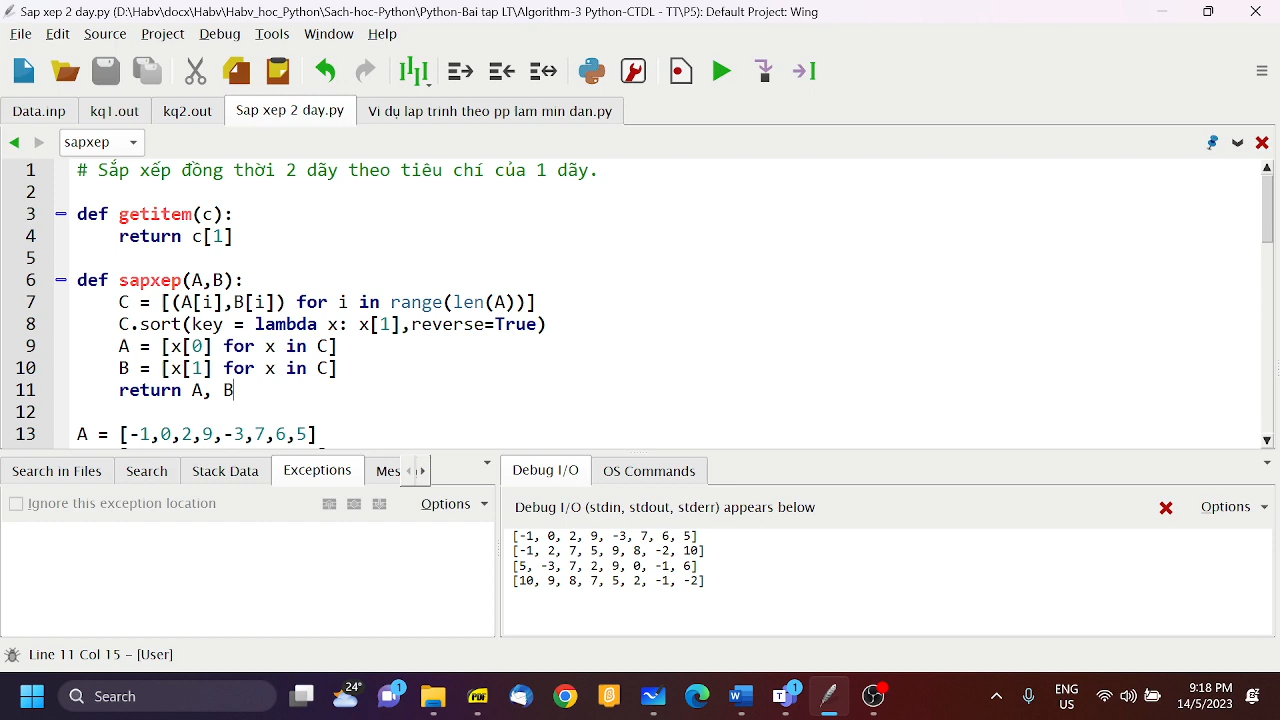 Sap xep 2 day.py (D:\Habv\docx\Habv\Habv_hoc_Python\Sach-hoc-Python\Python-Bai tap LT\Algorithm-3 Python-CTDL - TT\P5): Default Project: Wing
File Edit Source Project Debug Tools Window Help
Data.inp kq1.out kq2.out Sap xep 2 day.py Vi dụ lap trinh theo pp lam min dan.py
sapxep
1 # Sắp xếp đồng thời 2 dãy theo tiêu chí của 1 dãy.
2
3 def getitem(c):
4 return c[1]
5
6 def sapxep(A,B):
7 C = [(A[i],B[i]) for i in range(len(A))]
8 C.sort(key = lambda x: x[1],reverse=True)
9 A = [x[0] for x in C]
10 B = [x[1] for x in C]
11 return A, B
12
13 A = [-1,0,2,9,-3,7,6,5]
Search in Files Search Stack Data Exceptions Mes
Debug I/O OS Commands
Ignore this exception location Options
Debug I/O (stdin, stdout, stderr) appears below Options
[-1, 0, 2, 9, -3, 7, 6, 5]
[-1, 2, 7, 5, 9, 8, -2, 10]
[5, -3, 7, 2, 9, 0, -1, 6]
[10, 9, 8, 7, 5, 2, -1, -2]
Line 11 Col 15 – [User]
Search 24° 1 PDF 1 ENG US 9:18 PM 14/5/2023